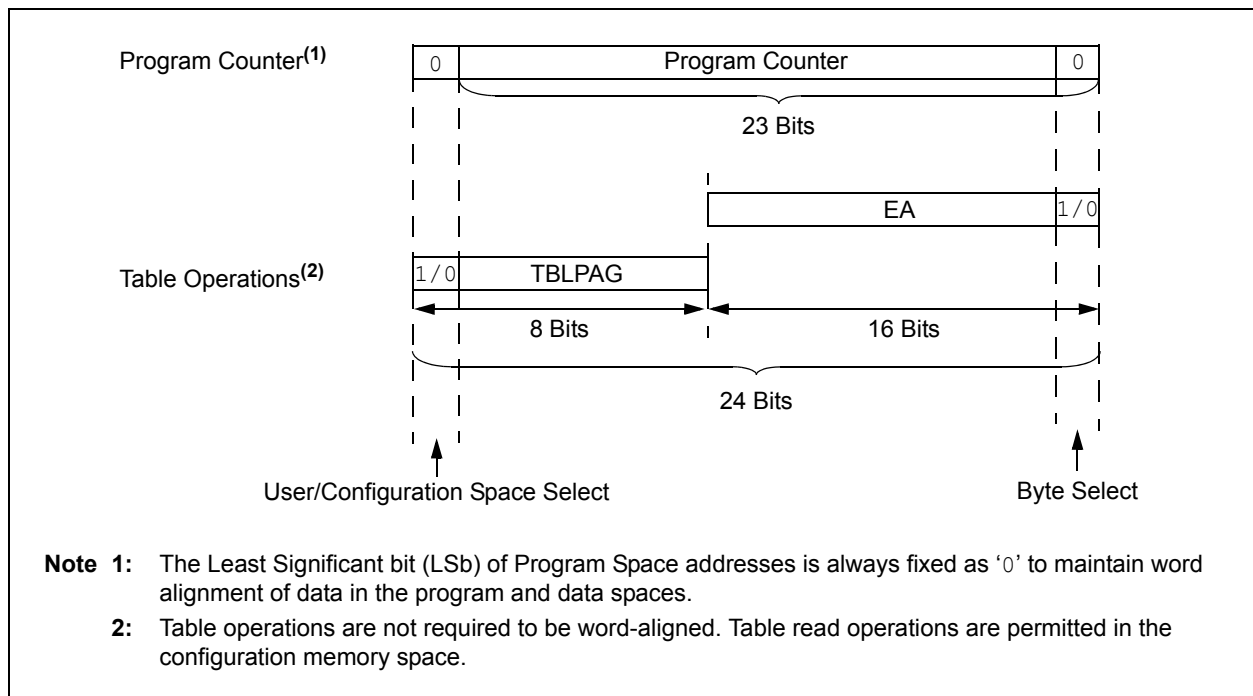 Program Counter(1)
0 Program Counter 0
23 Bits
EA 1/0
Table Operations(2)
1/0 TBLPAG
8 Bits 16 Bits
24 Bits
User/Configuration Space Select Byte Select
Note 1: The Least Significant bit (LSb) of Program Space addresses is always fixed as ‘0’ to maintain word
alignment of data in the program and data spaces.
2: Table operations are not required to be word-aligned. Table read operations are permitted in the
configuration memory space.